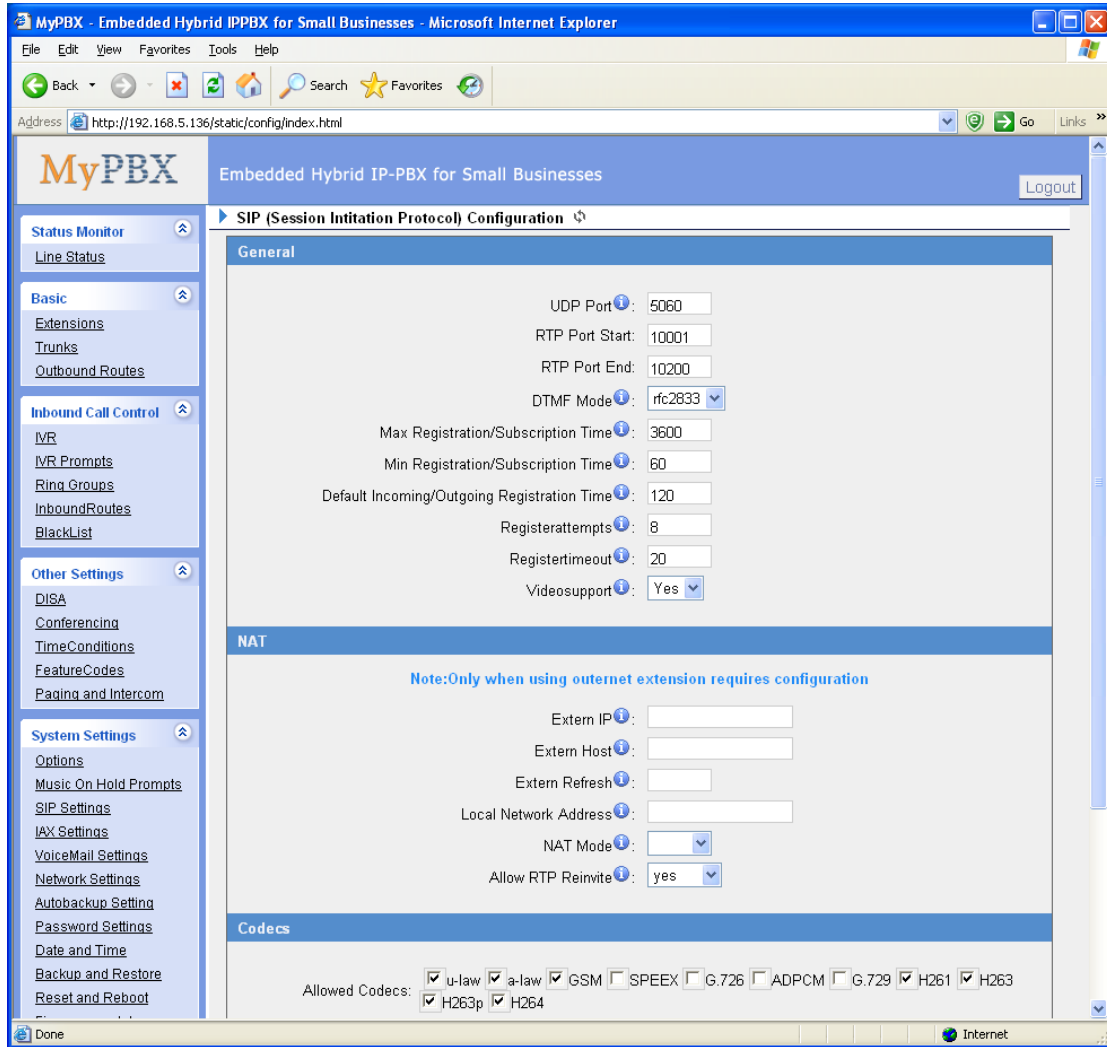 MyPBX - Embedded Hybrid IPPBX for Small Businesses - Microsoft Internet Explorer
File Edit View Favorites Tools Help
Back Search Favorites
Address http://192.168.5.136/static/config/index.html Go Links »
MyPBX
Embedded Hybrid IP-PBX for Small Businesses
Logout
Status Monitor
Line Status
Basic
Extensions
Trunks
Outbound Routes
Inbound Call Control
IVR
IVR Prompts
Ring Groups
InboundRoutes
BlackList
Other Settings
DISA
Conferencing
TimeConditions
FeatureCodes
Paging and Intercom
System Settings
Options
Music On Hold Prompts
SIP Settings
IAX Settings
VoiceMail Settings
Network Settings
Autobackup Setting
Password Settings
Date and Time
Backup and Restore
Reset and Reboot
SIP (Session Intitation Protocol) Configuration
General
UDP Port: 5060
RTP Port Start: 10001
RTP Port End: 10200
DTMF Mode: rfc2833
Max Registration/Subscription Time: 3600
Min Registration/Subscription Time: 60
Default Incoming/Outgoing Registration Time: 120
Registerattempts: 8
Registertimeout: 20
Videosupport: Yes
NAT
Note:Only when using outernet extension requires configuration
Extern IP:
Extern Host:
Extern Refresh:
Local Network Address:
NAT Mode:
Allow RTP Reinvite: yes
Codecs
Allowed Codecs: u-law a-law GSM SPEEX G.726 ADPCM G.729 H261 H263
H263p H264
Done Internet